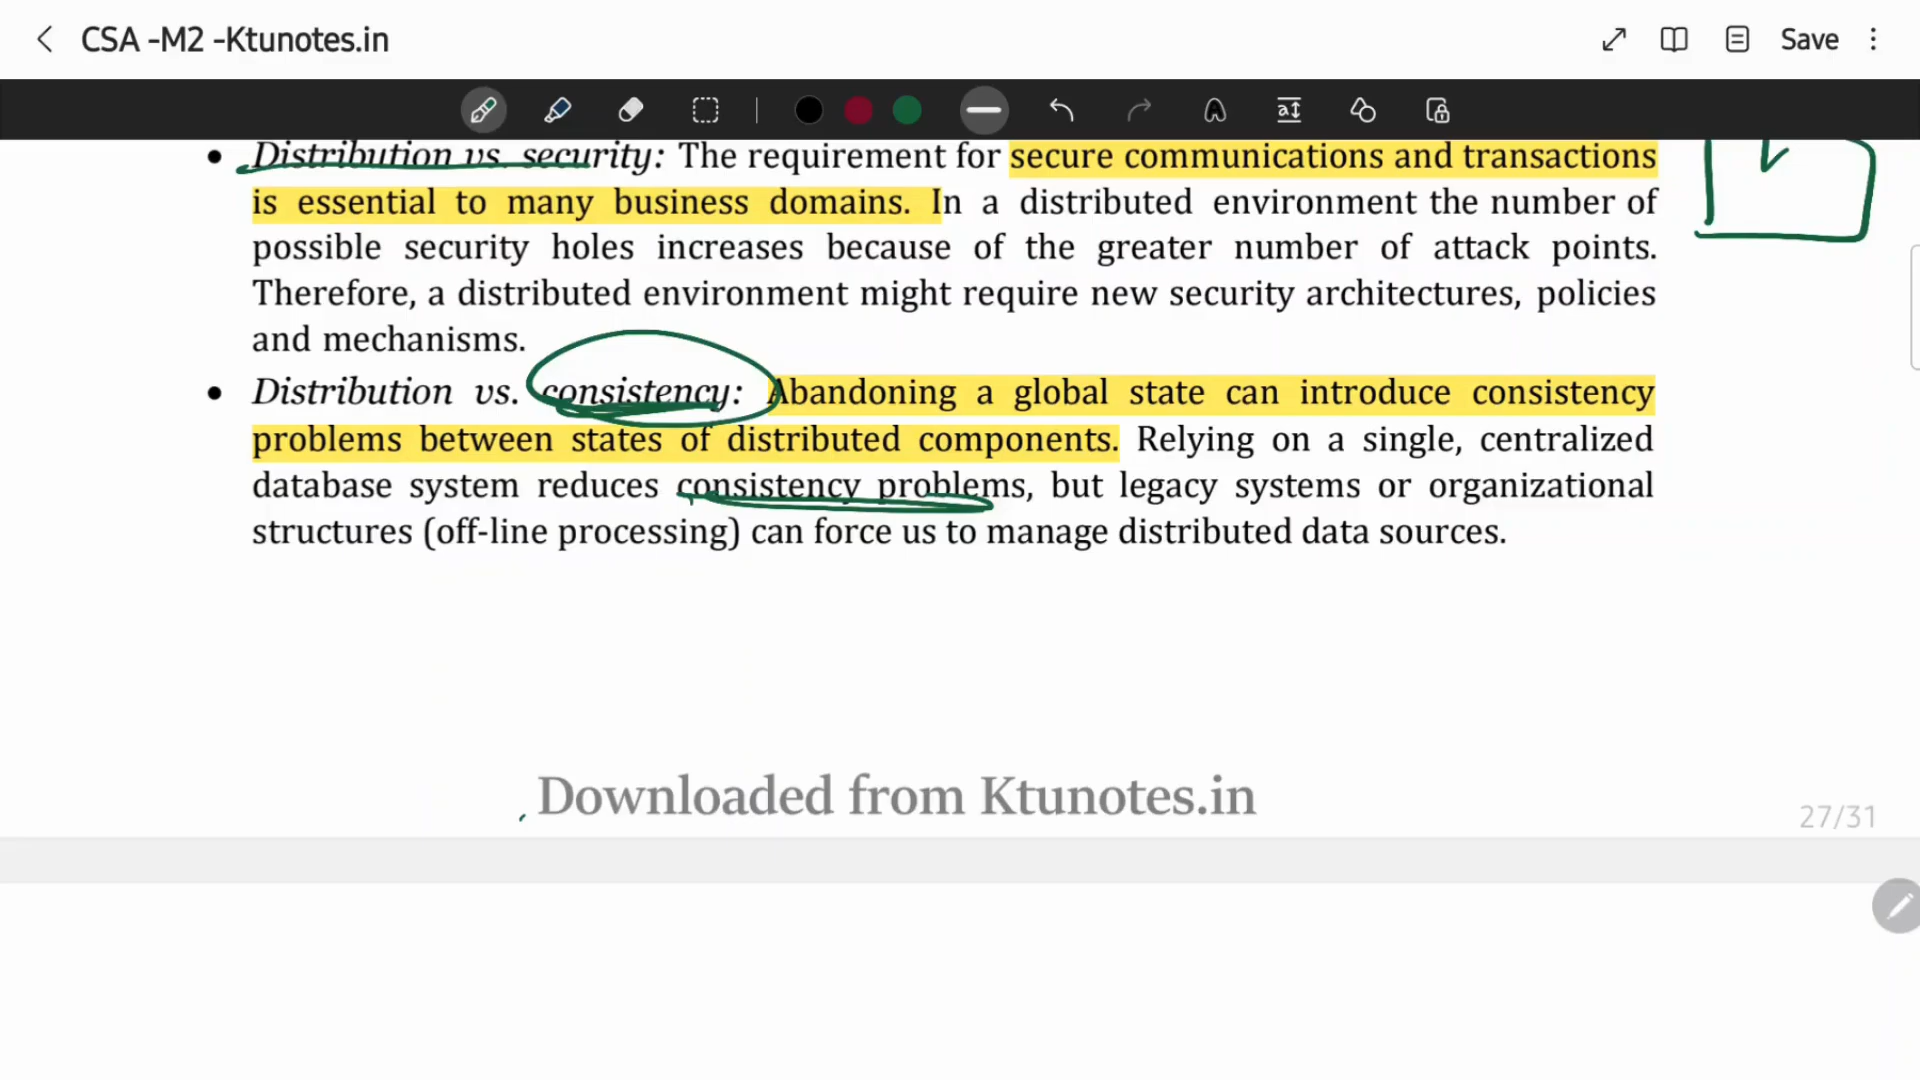 CSA -M2 -Ktunotes.in
Save
Distribution vs. security: The requirement for secure communications and transactions
is essential to many business domains. In a distributed environment the number of
possible security holes increases because of the greater number of attack points.
Therefore, a distributed environment might require new security architectures, policies
and mechanisms.
Distribution vs. consistency: Abandoning a global state can introduce consistency
problems between states of distributed components. Relying on a single, centralized
database system reduces consistency problems, but legacy systems or organizational
structures (off-line processing) can force us to manage distributed data sources.
Downloaded from Ktunotes.in
27/31